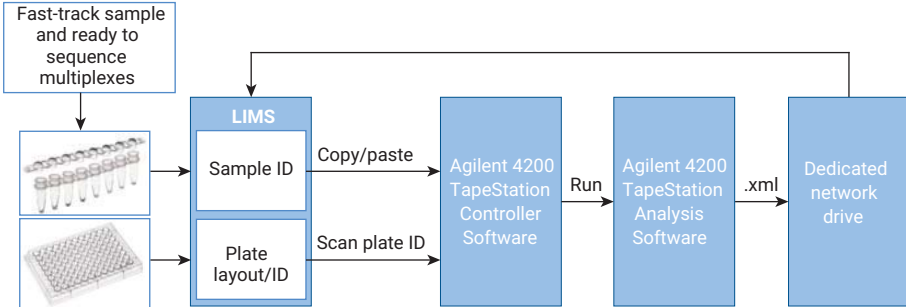 Fast-track sample
and ready to
sequence
multiplexes
LIMS
Sample ID
Copy/paste
Plate
layout/ID
Scan plate ID
Agilent 4200
TapeStation
Controller
Software
Run
Agilent 4200
TapeStation
Analysis
Software
.xml
Dedicated
network
drive